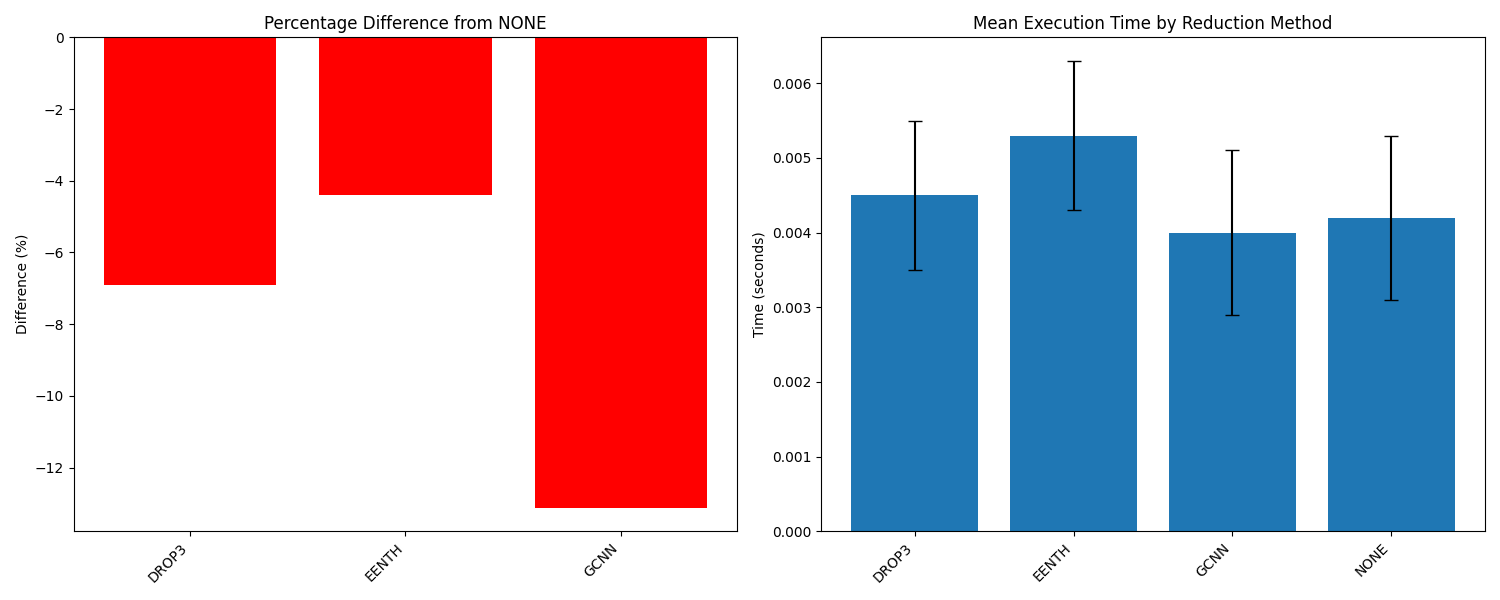 Percentage Difference from NONE
Difference (%)
0
−2
−4
−6
−8
−10
−12
DROP3
EENTH
GCNN
Mean Execution Time by Reduction Method
Time (seconds)
0.006
0.005
0.004
0.003
0.002
0.001
0.000
DROP3
EENTH
GCNN
NONE